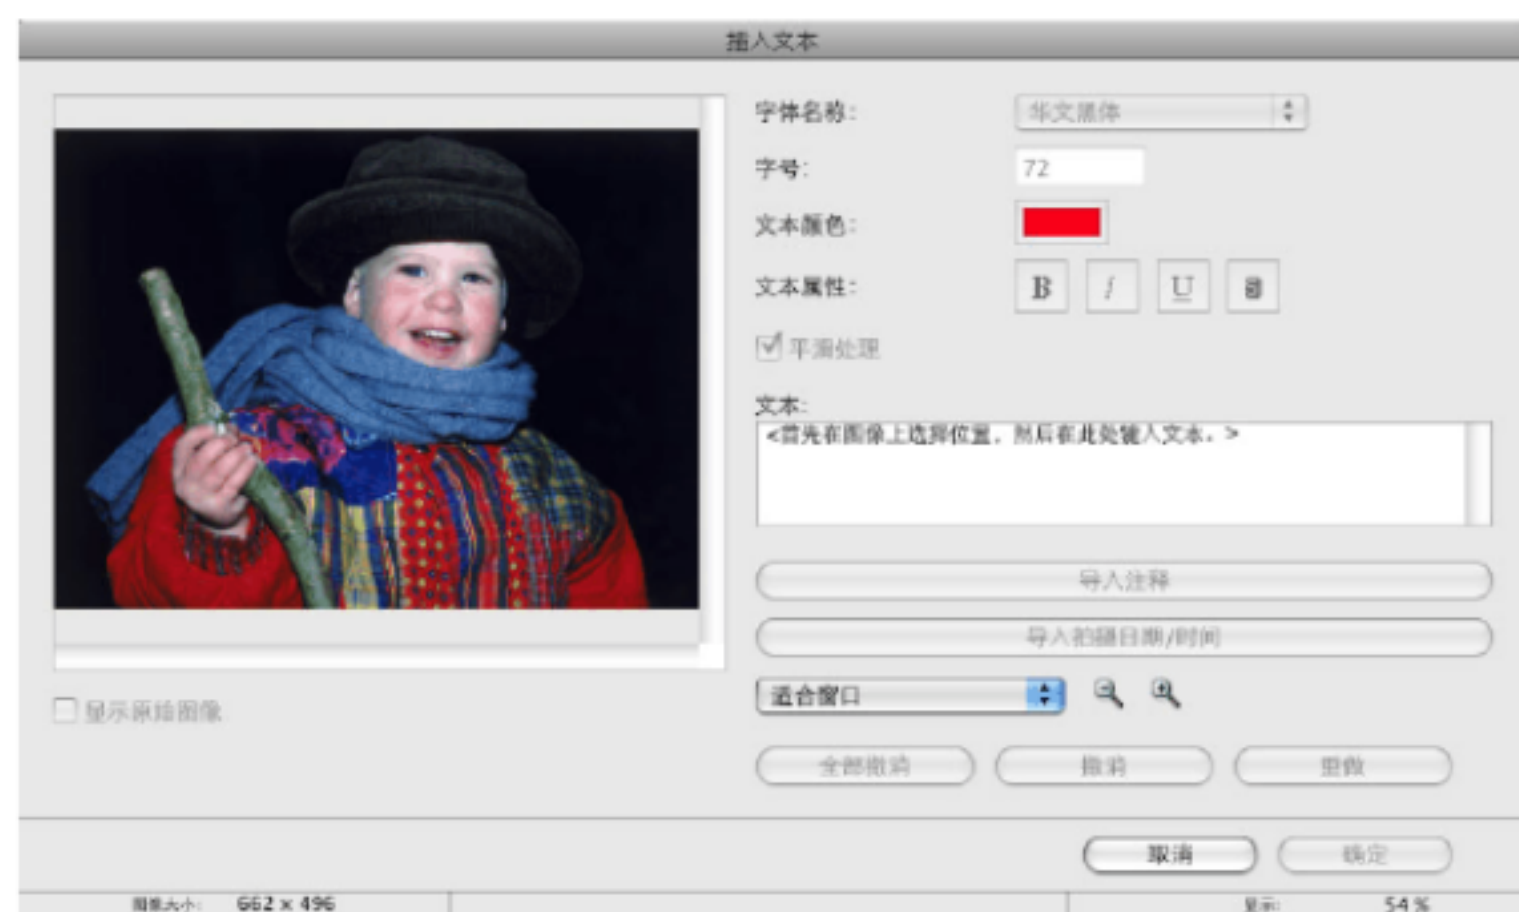 插入文本
字体名称: 华文黑体
字号: 72
文本颜色:
文本属性: B I U a
平滑处理
文本:
<首先在图像上选择位置，然后在此处键入文本。>
导入注释
导入拍摄日期/时间
适合窗口
显示原始图像
全部撤消 撤消 重做
取消 确定
图像大小: 662 x 496 显示: 54 %